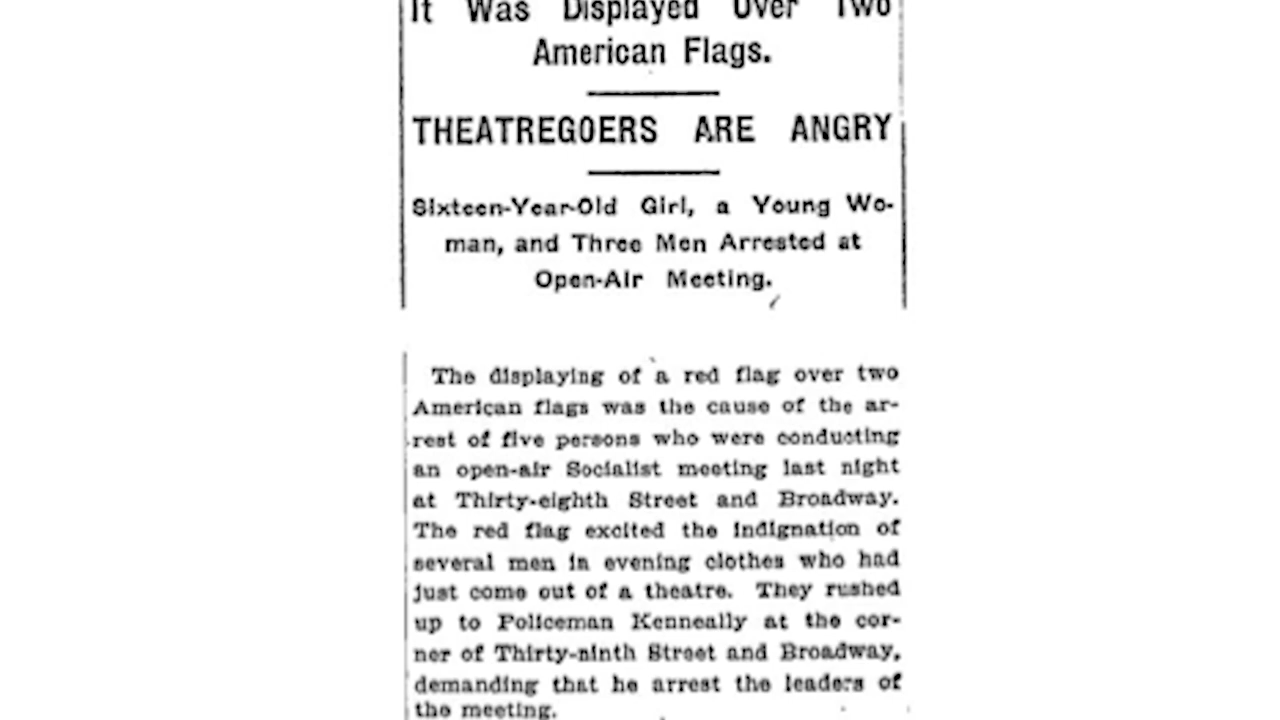 It Was Displayed Over Two
American Flags.
THEATREGOERS ARE ANGRY
Sixteen-Year-Old Girl, a Young Wo-
man, and Three Men Arrested at
Open-Air Meeting.
The displaying of a red flag over two
American flags was the cause of the ar-
rest of five persons who were conducting
an open-air Socialist meeting last night
at Thirty-eighth Street and Broadway.
The red flag excited the indignation of
several men in evening clothes who had
just come out of a theatre. They rushed
up to Policeman Kenneally at the cor-
ner of Thirty-ninth Street and Broadway,
demanding that he arrest the leaders of
the meeting.